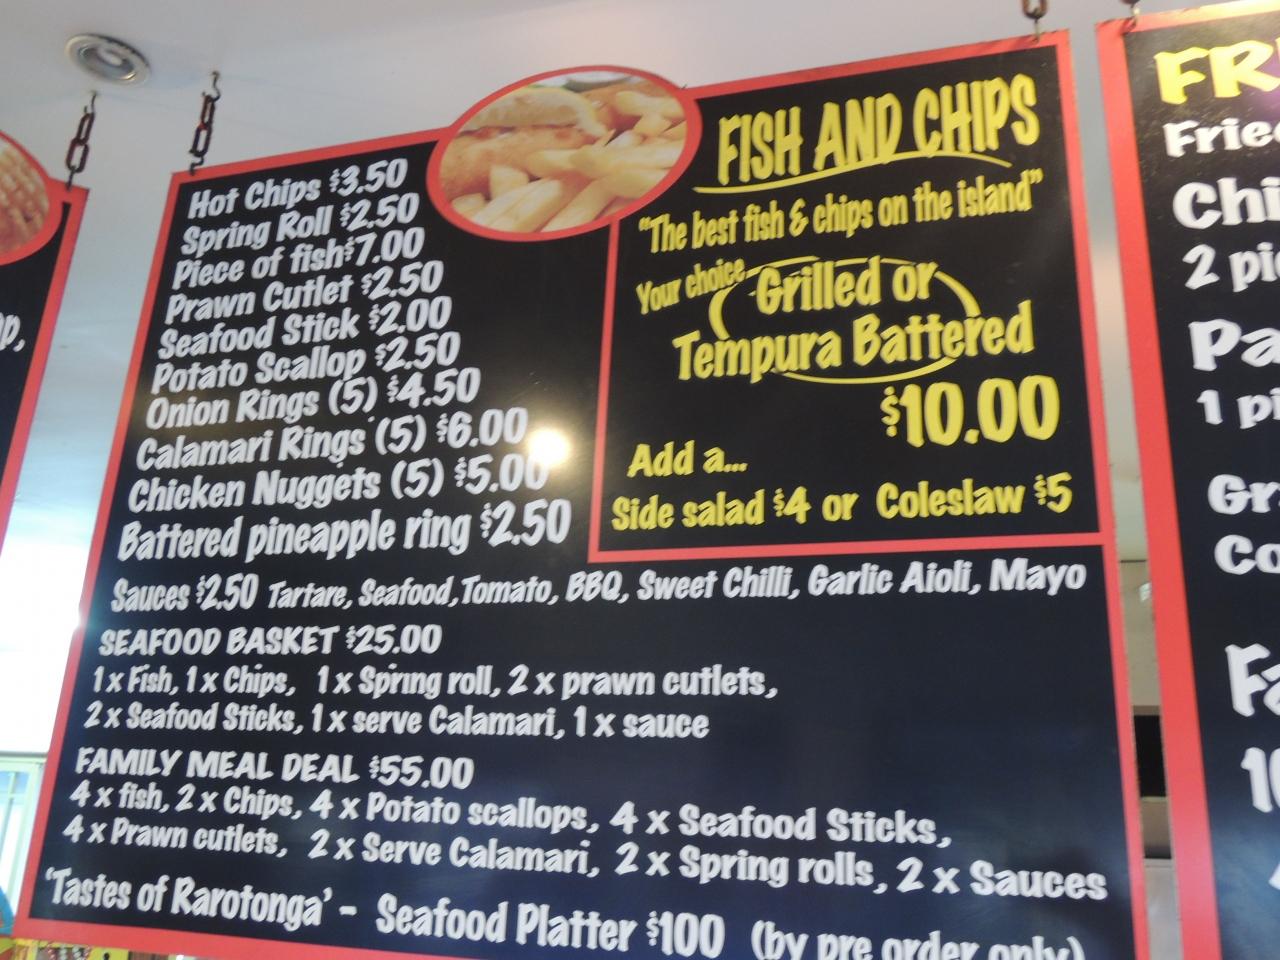 Hot Chips $3.50
Spring Roll $2.50
Piece of fish $7.00
Prawn Cutlet $2.50
Seafood Stick $2.00
Potato Scallop $2.50
Onion Rings (5) $4.50
Calamari Rings (5) $6.00
Chicken Nuggets (5) $5.00
Battered pineapple ring $2.50
FISH AND CHIPS
"The best fish & chips on the island"
Your choice Grilled or
Tempura Battered
$10.00
Add a...
Side salad $4 or Coleslaw $5
Sauces $2.50 Tartare, Seafood, Tomato, BBQ, Sweet Chilli, Garlic Aioli, Mayo
SEAFOOD BASKET $25.00
1 x Fish, 1 x Chips, 1 x Spring roll, 2 x prawn cutlets,
2 x Seafood Sticks, 1 x serve Calamari, 1 x sauce
FAMILY MEAL DEAL $55.00
4 x fish, 2 x Chips, 4 x Potato scallops, 4 x Seafood Sticks,
4 x Prawn cutlets, 2 x Serve Calamari, 2 x Spring rolls, 2 x Sauces
'Tastes of Rarotonga' - Seafood Platter $100 (by pre order only)
2
1